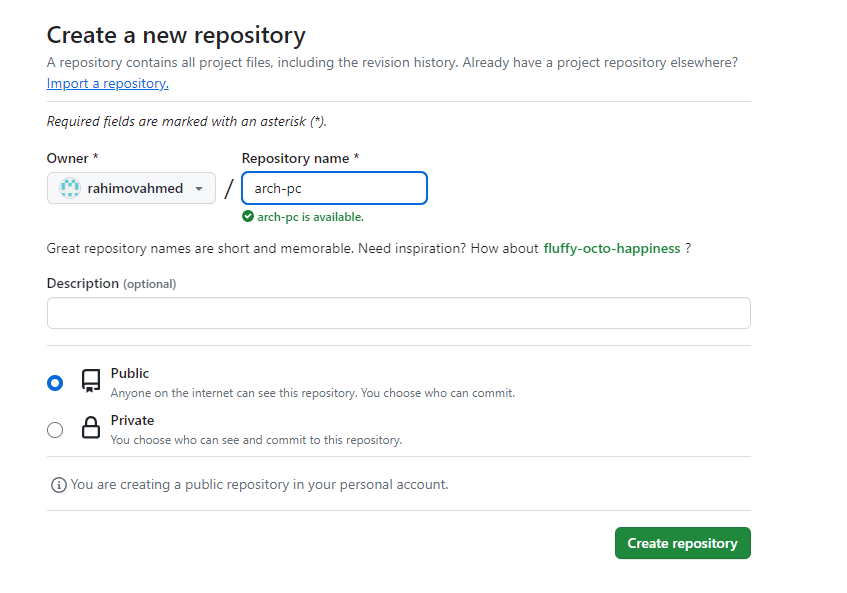 Create a new repository
A repository contains all project files, including the revision history. Already have a project repository elsewhere?
Import a repository.
Required fields are marked with an asterisk (*).
Owner *
Repository name *
rahimovahmed
/
arch-pc
arch-pc is available.
Great repository names are short and memorable. Need inspiration? How about fluffy-octo-happiness ?
Description (optional)
Public
Anyone on the internet can see this repository. You choose who can commit.
Private
You choose who can see and commit to this repository.
You are creating a public repository in your personal account.
Create repository